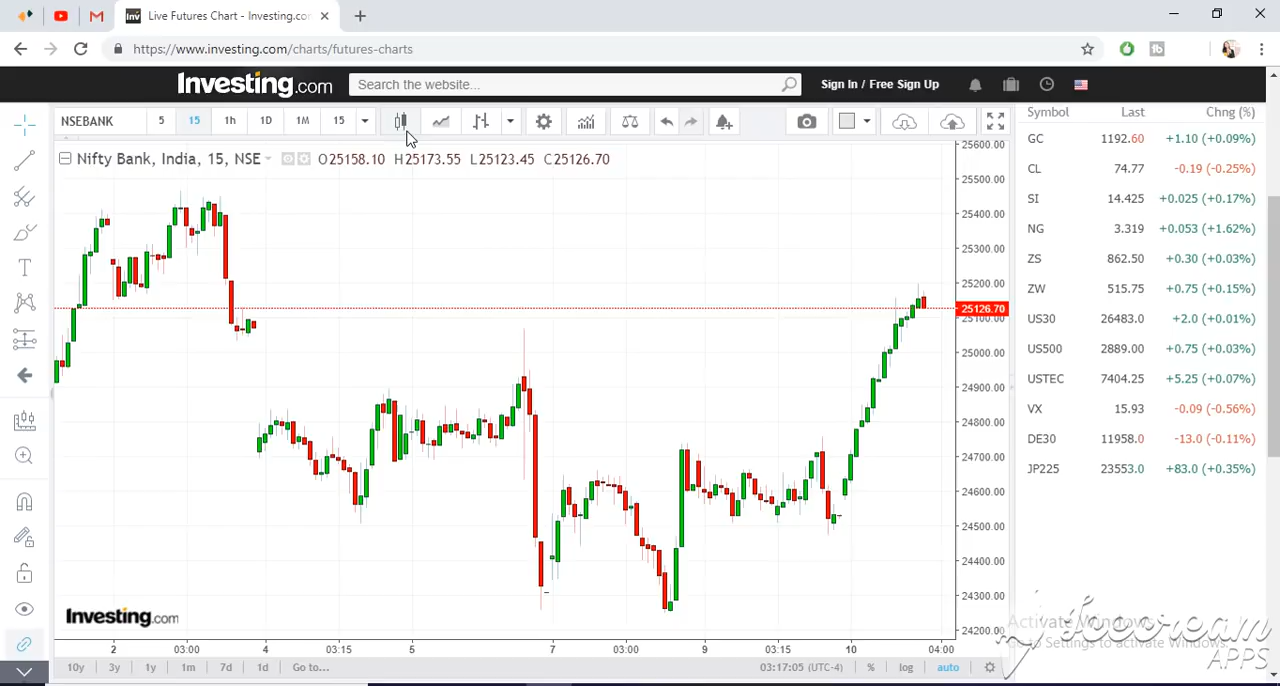 Live Futures Chart - Investing.co
https://www.investing.com/charts/futures-charts
Investing.com
Search the website...
Sign In / Free Sign Up
NSEBANK
5
15
1h
1D
1M
15
Nifty Bank, India, 15, NSE
O25158.10 H25173.55 L25123.45 C25126.70
25600.00
25500.00
25400.00
25300.00
25200.00
25126.70
25100.00
25000.00
24900.00
24800.00
24700.00
24600.00
24500.00
24400.00
24300.00
24200.00
Investing.com
2
03:00
4
03:15
5
7
03:00
9
10
04:00
10y
3y
1y
1m
7d
1d
Go to...
03:17:05 (UTC-4)
%
log
auto
Symbol Last Chng (%)
GC 1192.60 +1.10 (+0.09%)
CL 74.77 -0.19 (-0.25%)
SI 14.425 +0.025 (+0.17%)
NG 3.319 +0.053 (+1.62%)
ZS 862.50 +0.30 (+0.03%)
ZW 515.75 +0.75 (+0.15%)
US30 26483.0 +2.0 (+0.01%)
US500 2889.00 +0.75 (+0.03%)
USTEC 7404.25 +5.25 (+0.07%)
VX 15.93 -0.09 (-0.56%)
DE30 11958.0 -13.0 (-0.11%)
JP225 23553.0 +83.0 (+0.35%)
Activate Windows
Go to Settings to activate Windows.
Icecream
APPS